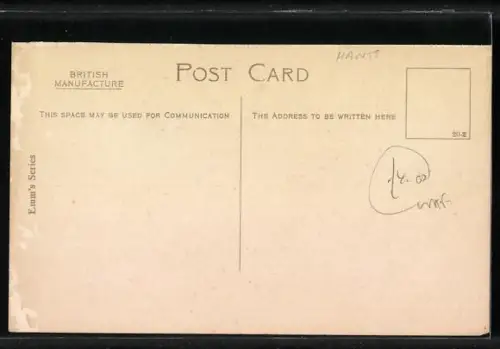 HANTS
BRITISH
MANUFACTURE
POST CARD
THIS SPACE MAY BE USED FOR COMMUNICATION
THE ADDRESS TO BE WRITTEN HERE
Emm's Series